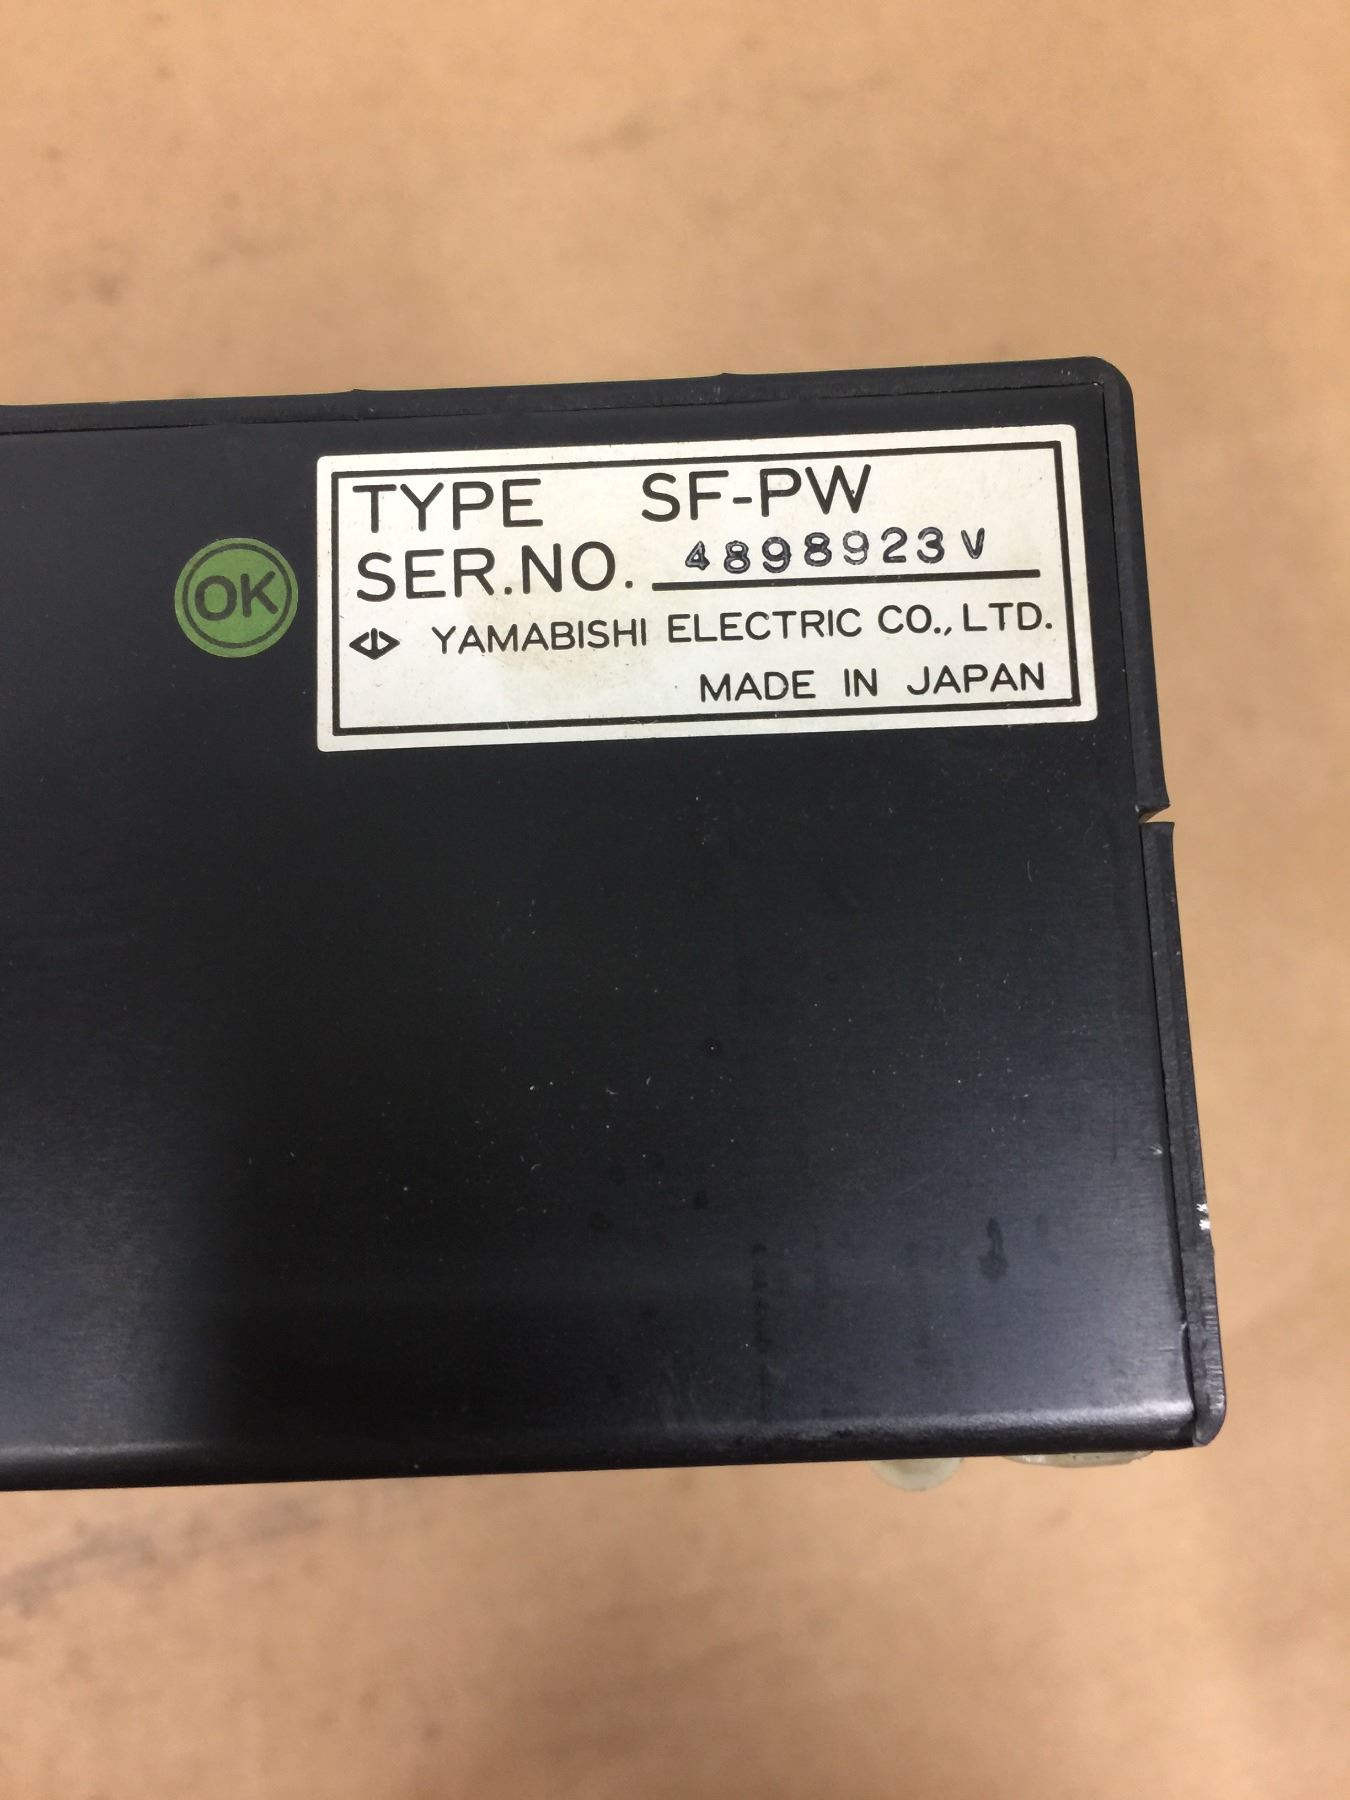 TYPE SF-PW
SER.NO. 4898923V
YAMABISHI ELECTRIC CO., LTD.
MADE IN JAPAN
OK